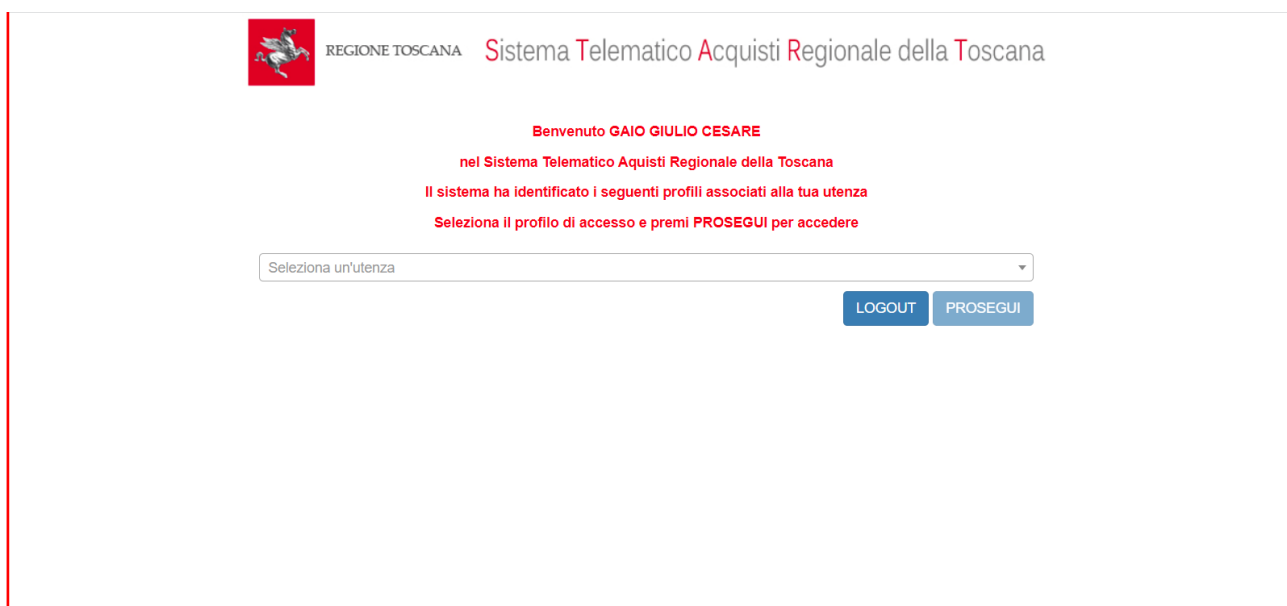 REGIONE TOSCANA Sistema Telematico Acquisti Regionale della Toscana
Benvenuto GAIO GIULIO CESARE
nel Sistema Telematico Aquisti Regionale della Toscana
Il sistema ha identificato i seguenti profili associati alla tua utenza
Seleziona il profilo di accesso e premi PROSEGUI per accedere
Seleziona un'utenza
LOGOUT PROSEGUI